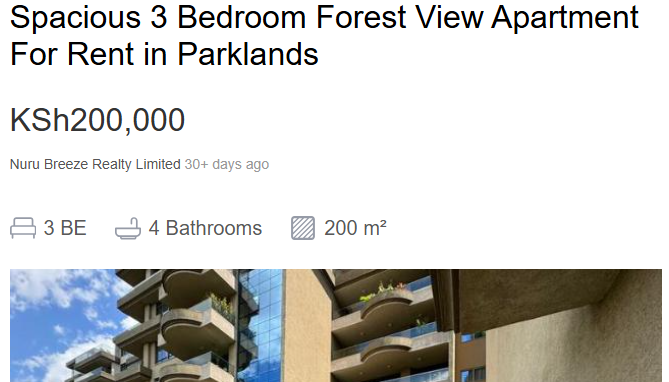 Spacious 3 Bedroom Forest View Apartment
For Rent in Parklands
KSh200,000
Nuru Breeze Realty Limited 30+ days ago
3 BE 4 Bathrooms 200 m²